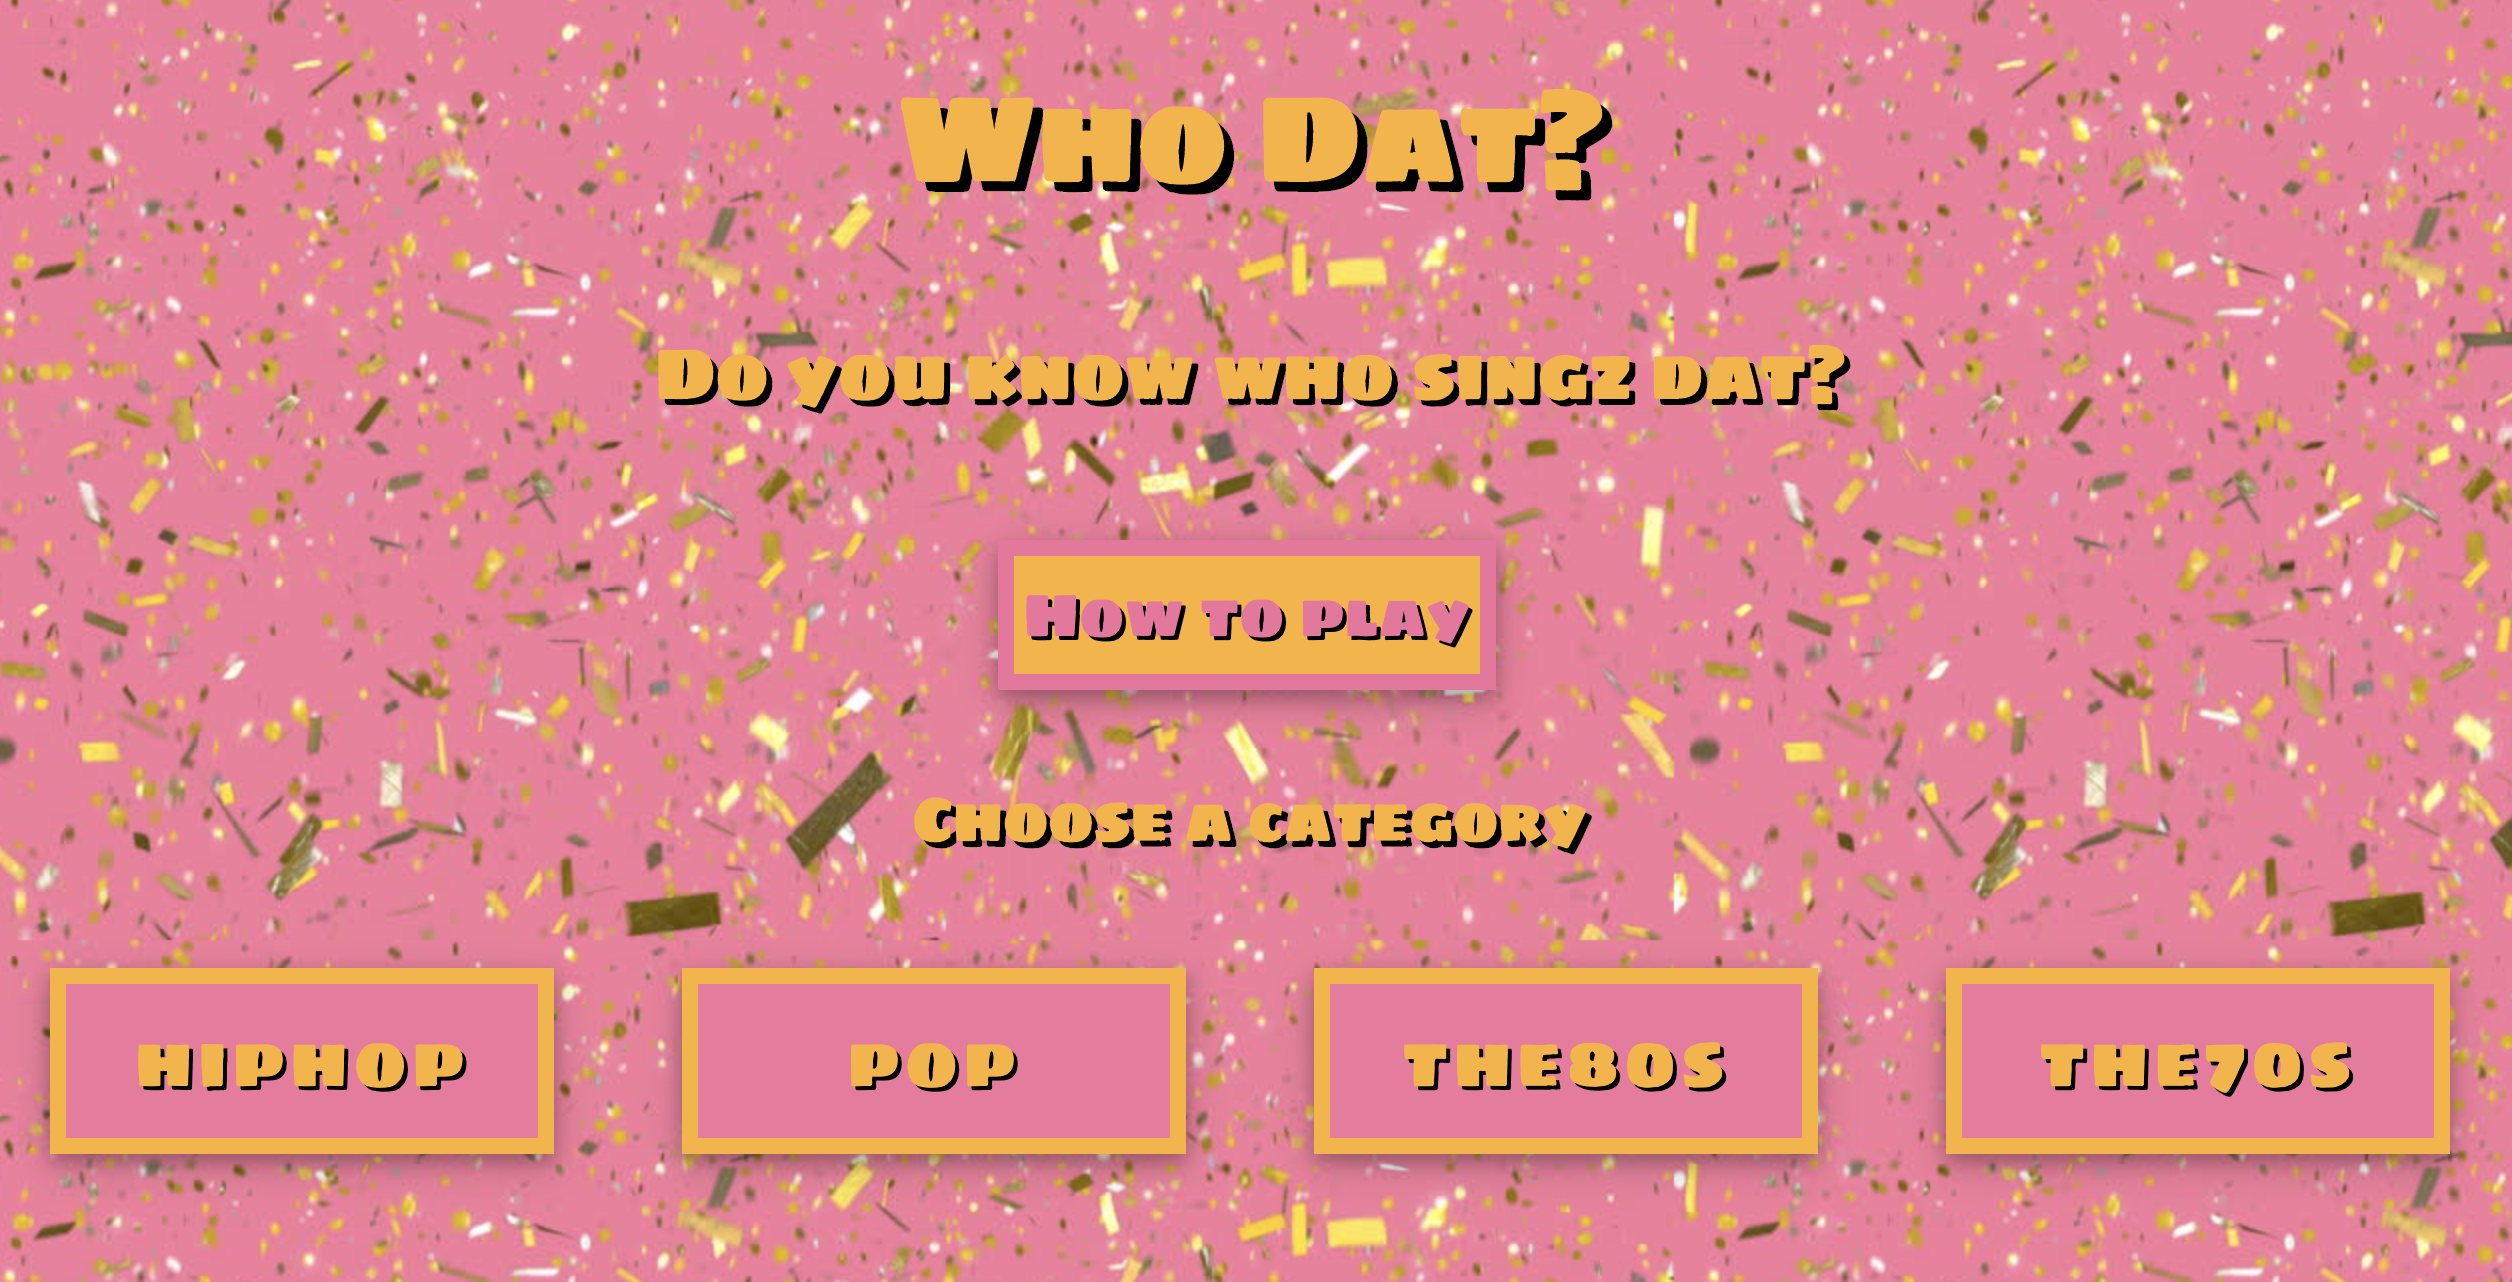 Who Dat?
Do you know who singz dat?
How to play
Choose a category
HIPHOP
POP
THE80S
THE70S